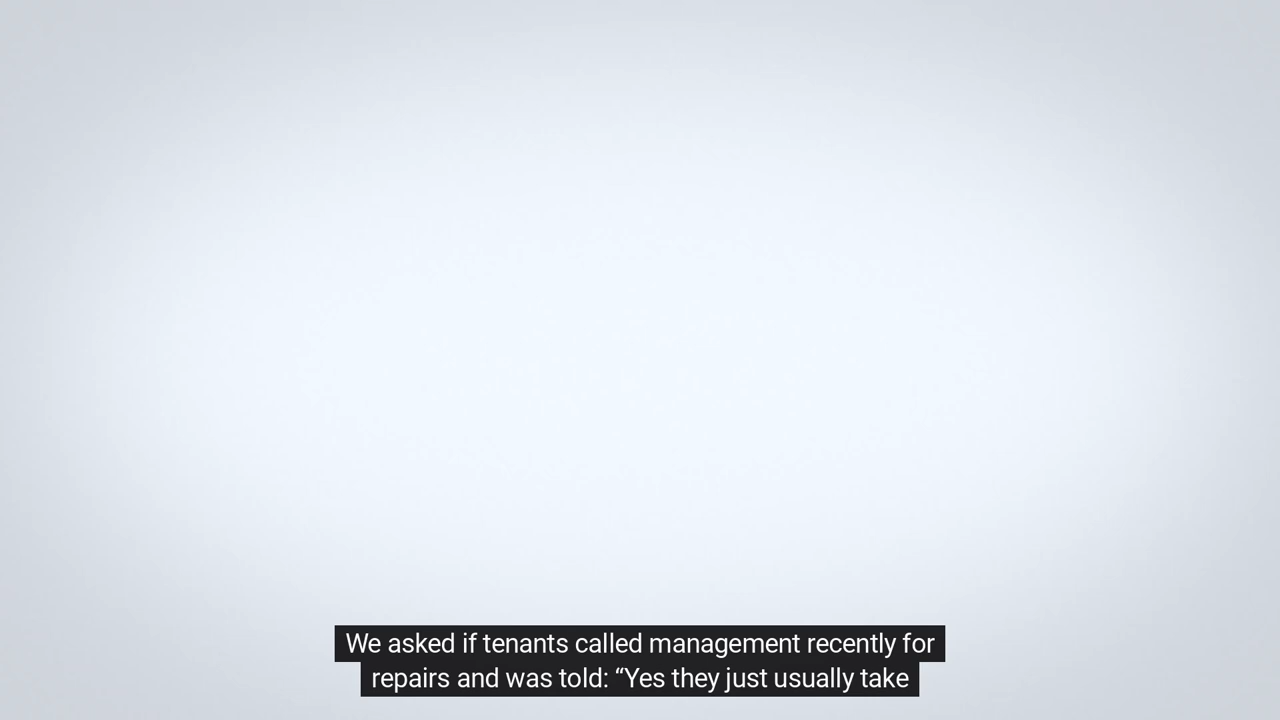 We asked if tenants called management recently for
repairs and was told: “Yes they just usually take